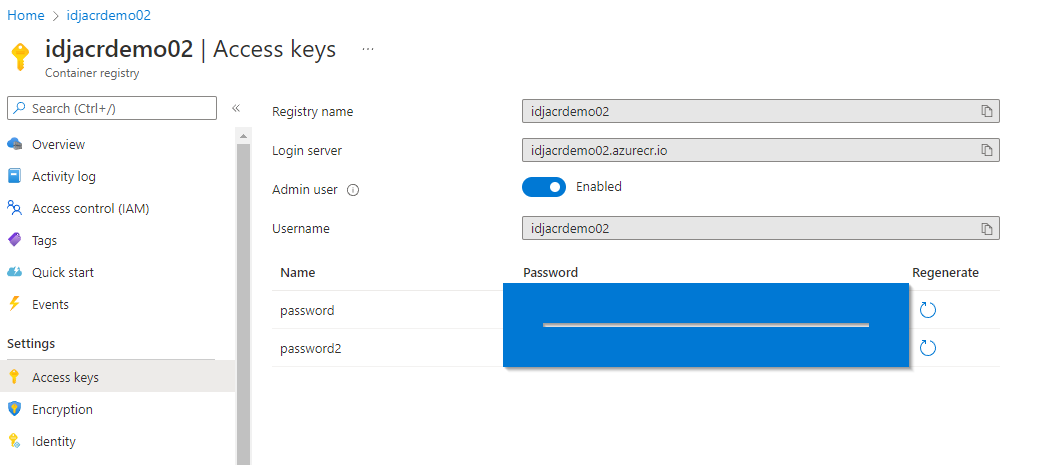 Home > idjacrdemo02
idjacrdemo02 | Access keys ...
Container registry
Search (Ctrl+/)
«
Overview
Activity log
Access control (IAM)
Tags
Quick start
Events
Settings
Access keys
Encryption
Identity
Registry name idjacrdemo02
Login server idjacrdemo02.azurecr.io
Admin user Enabled
Username idjacrdemo02
Name Password Regenerate
password
password2